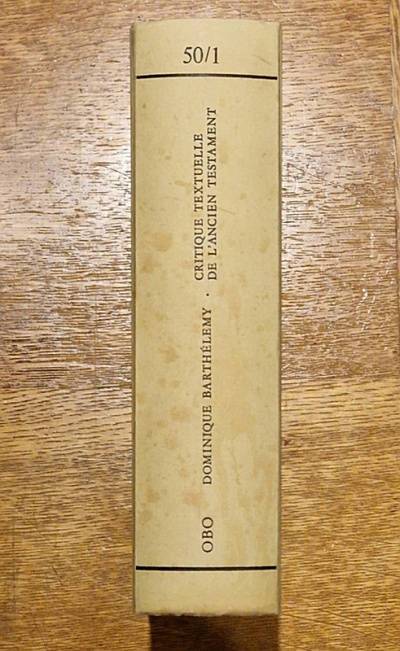 50/1
OBO DOMINIQUE BARTHÉLEMY · CRITIQUE TEXTUELLE
DE L'ANCIEN TESTAMENT